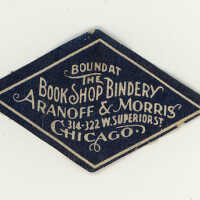 BOUND AT
THE
BOOK SHOP BINDERY
ARANOFF & MORRIS
314-322 W. SUPERIOR ST.
CHICAGO.